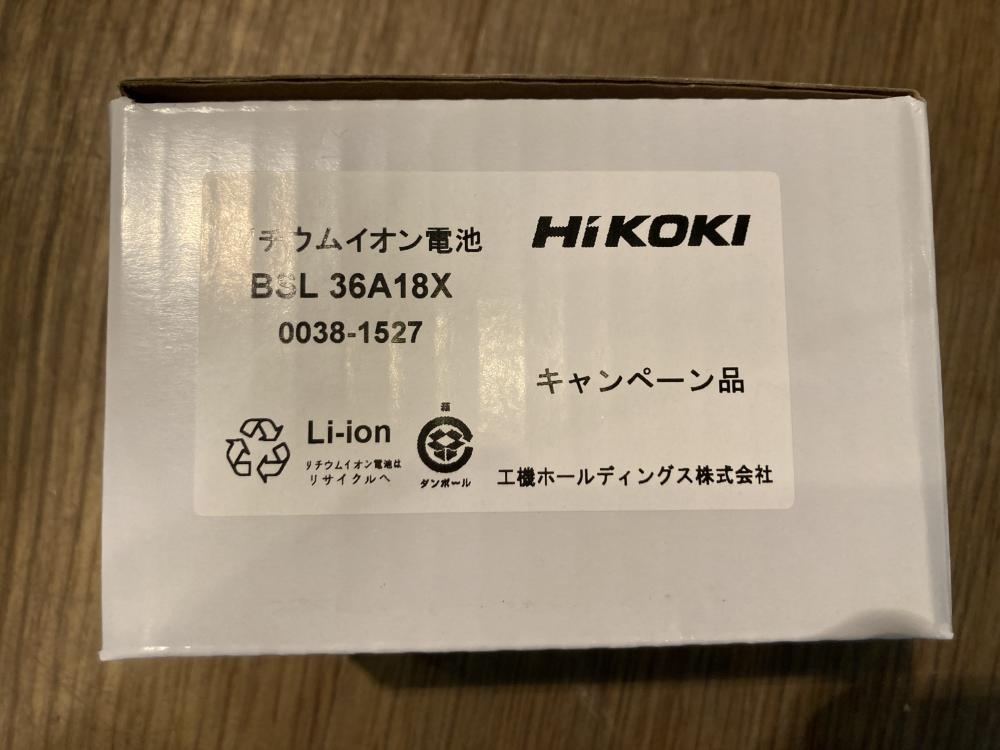 チウムイオン電池
HiKOKI
BSL 36A18X
0038-1527
キャンペーン品
Li-ion
リチウムイオン電池は
リサイクルへ
箱
ダンボール
工機ホールディングス株式会社